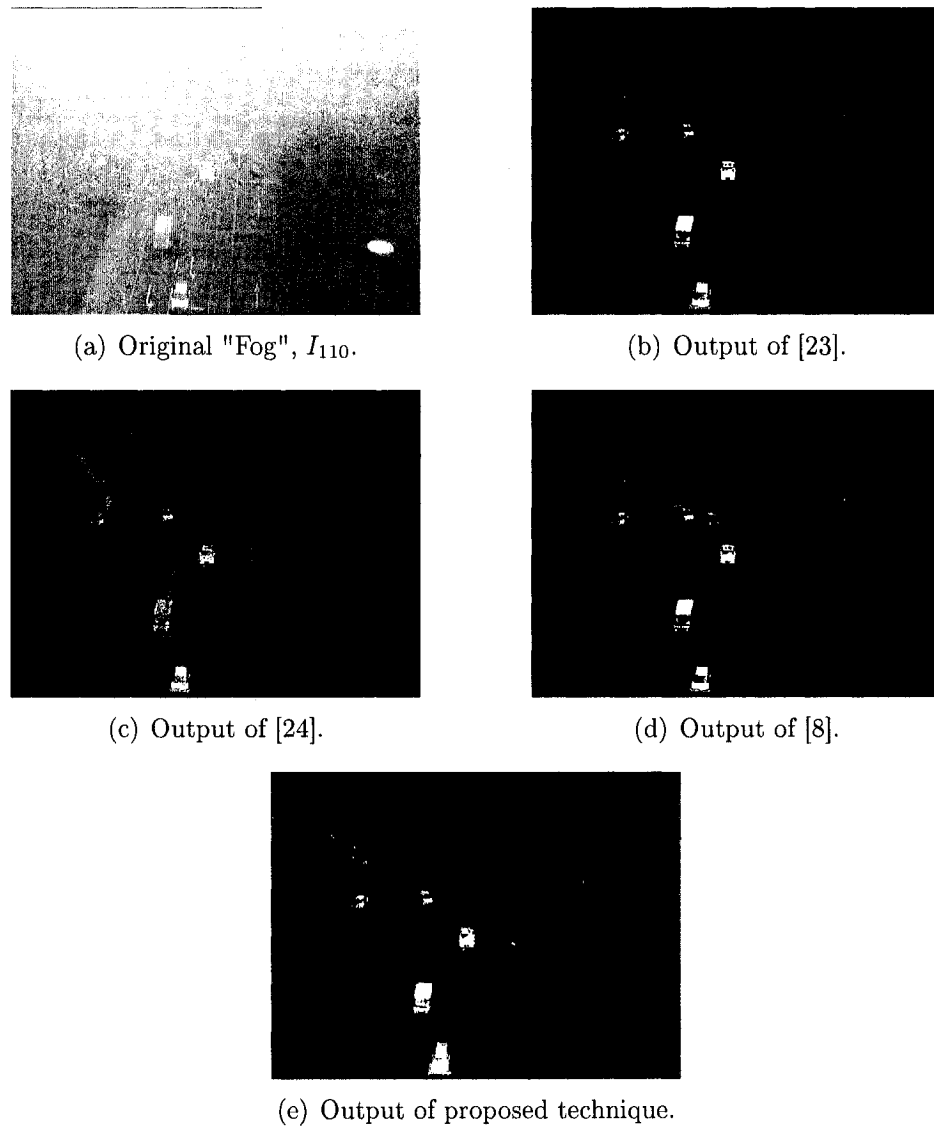 (a) Original "Fog", I₁₁₀.
(b) Output of [23].
(c) Output of [24].
(d) Output of [8].
(e) Output of proposed technique.